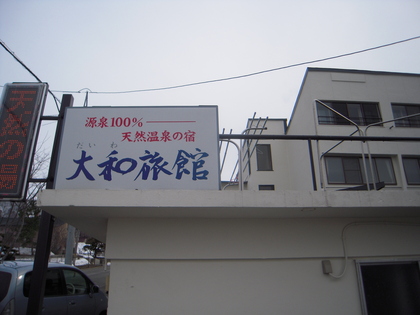 源泉100%
天然温泉の宿
たいわ
大和旅館